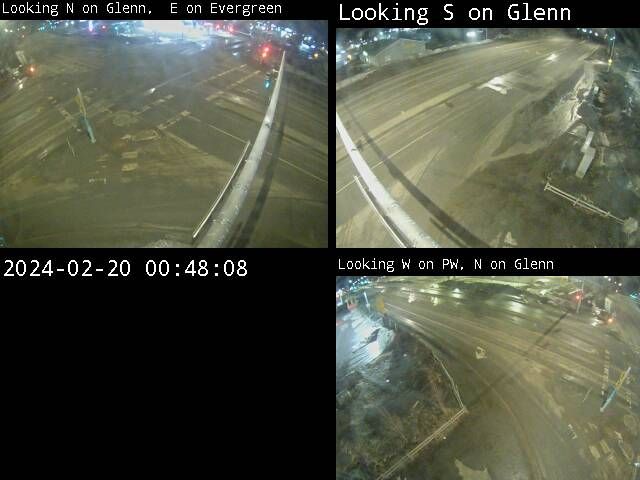 Looking N on Glenn,  E on Evergreen
Looking S on Glenn
2024-02-20 00:48:08
Looking W on PW, N on Glenn